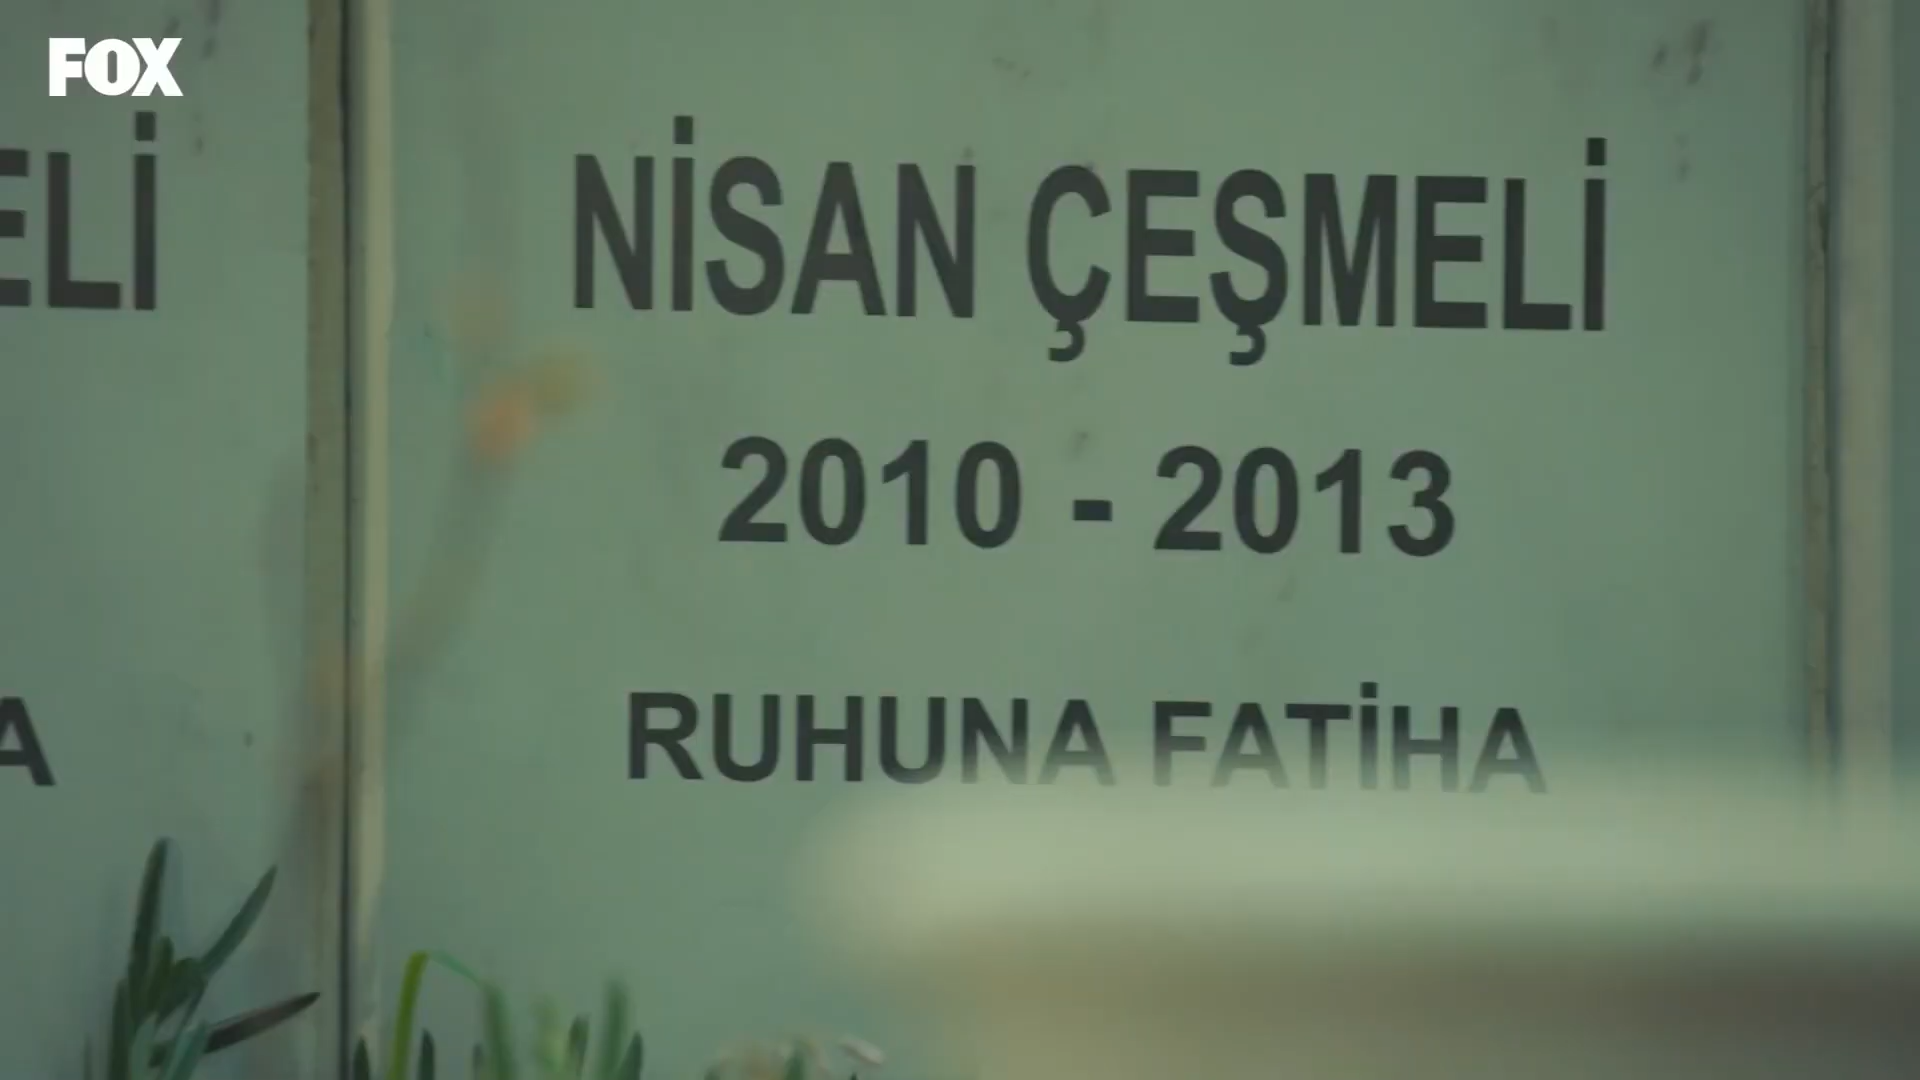 FOX
ELİ
NİSAN ÇEŞMELİ
2010 - 2013
RUHUNA FATİHA
A